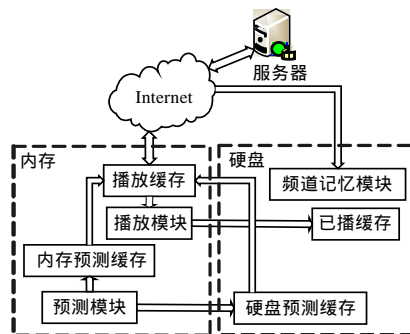 服务器
Internet
内存
硬盘
播放缓存
频道记忆模块
播放模块
已播缓存
内存预测缓存
预测模块
硬盘预测缓存